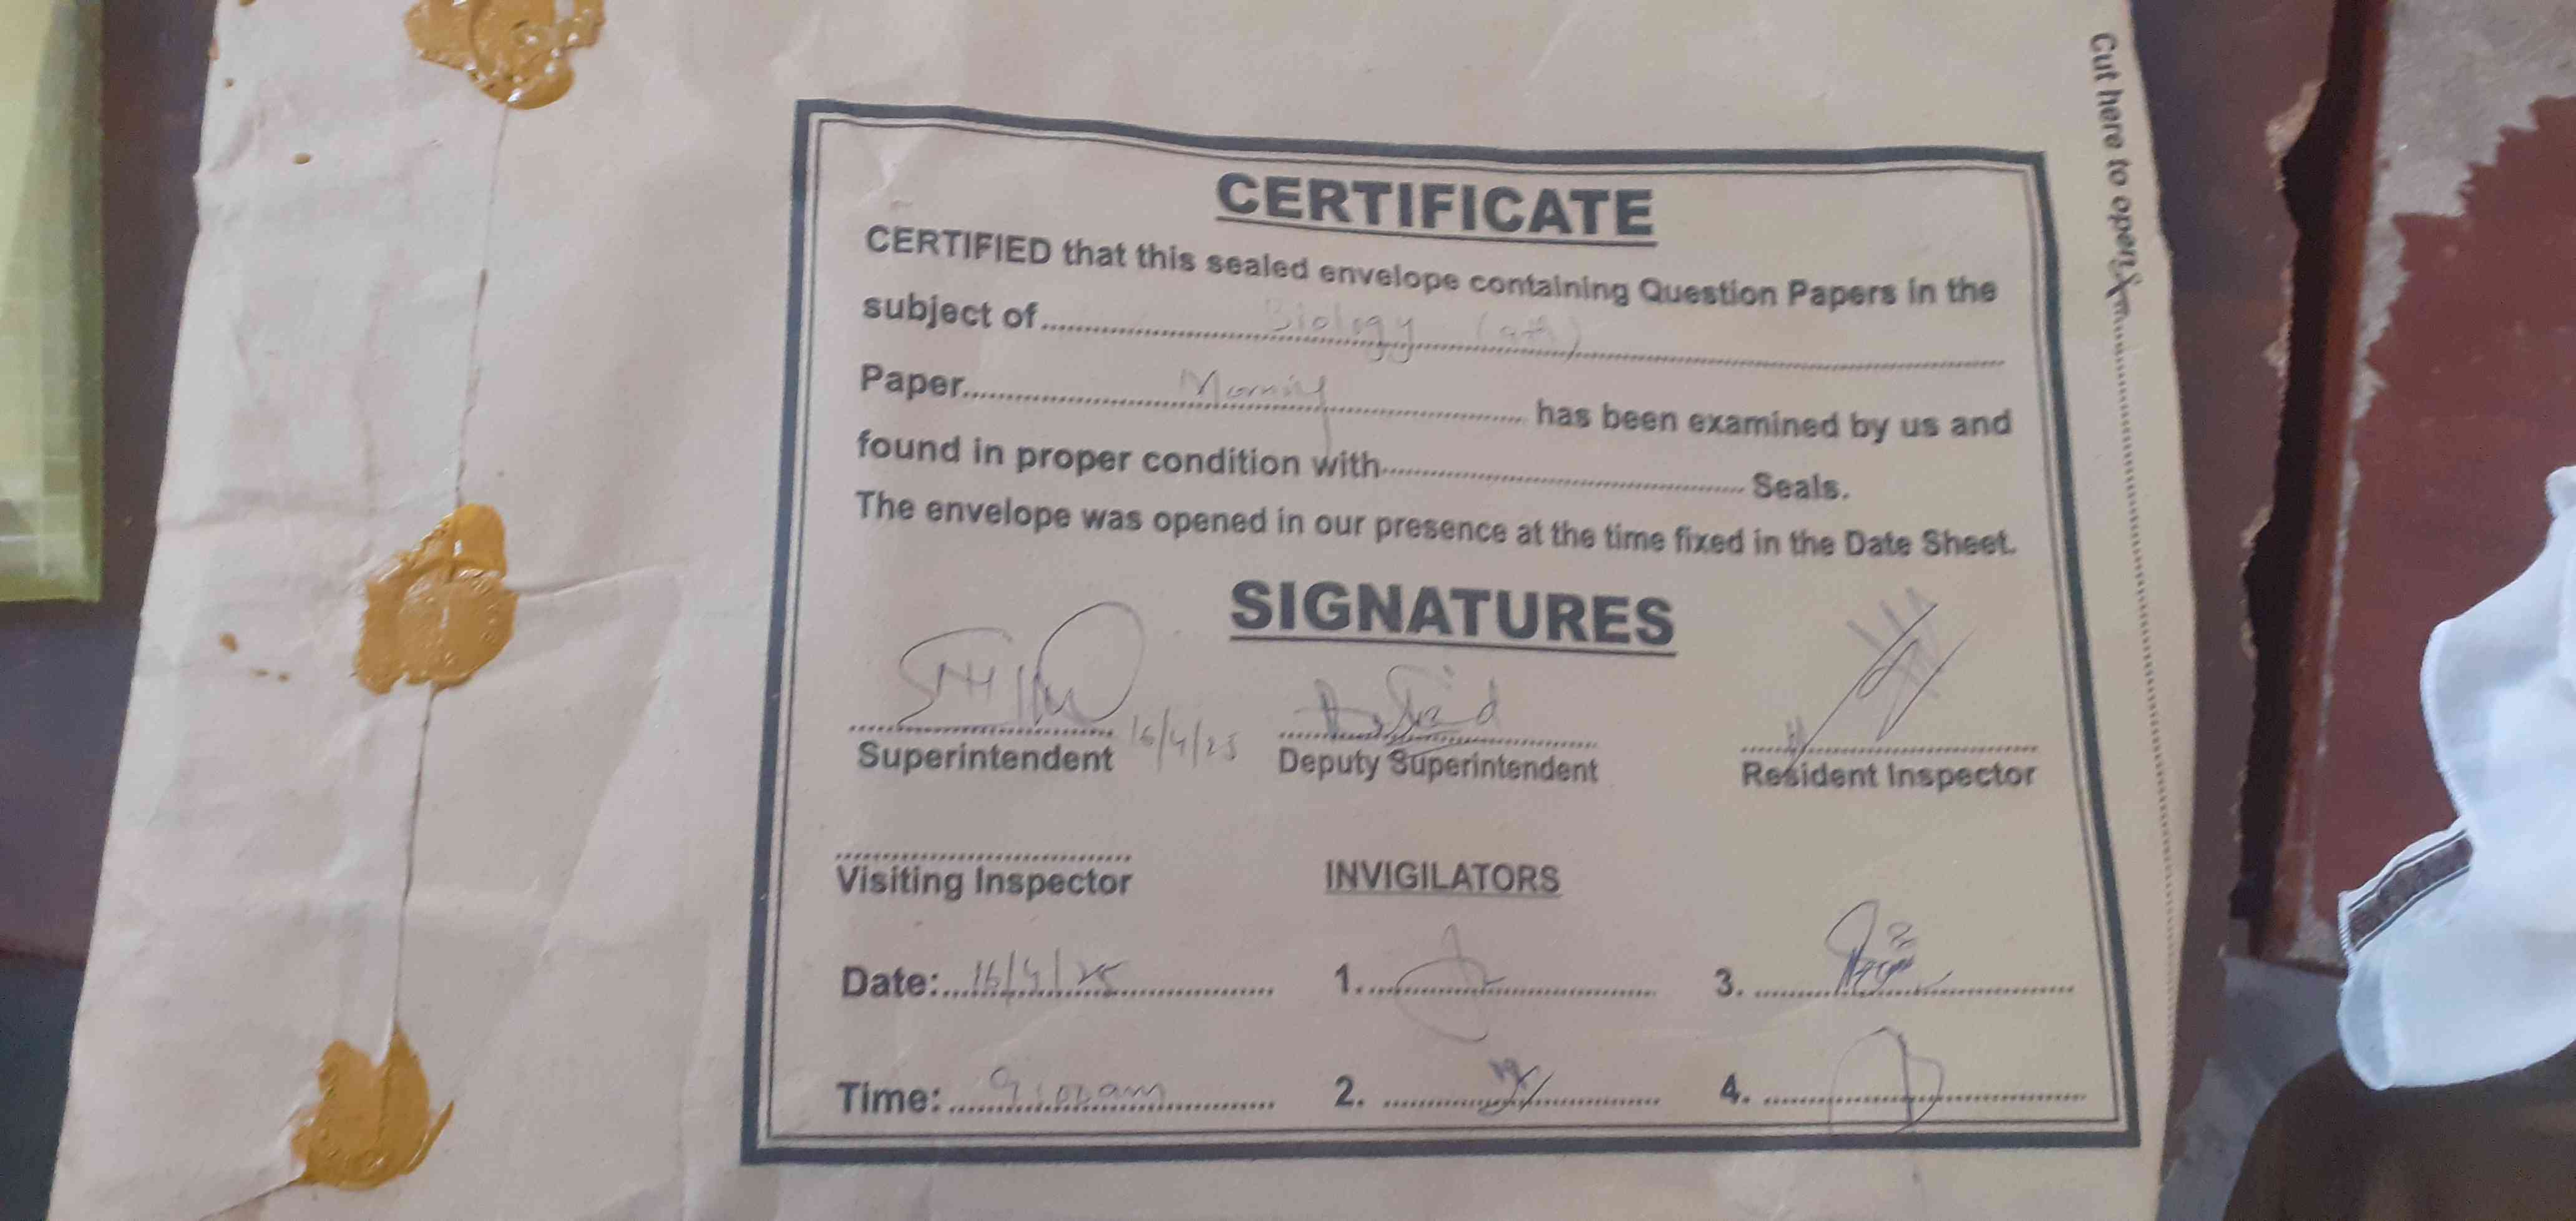 CERTIFICATE
CERTIFIED that this sealed envelope containing Question Papers in the
subject of Biology (9th)
Paper Morning has been examined by us and
found in proper condition with Seals.
The envelope was opened in our presence at the time fixed in the Date Sheet.
SIGNATURES
Superintendent 16/4/25 Deputy Superintendent Resident Inspector
Visiting Inspector INVIGILATORS
Date: 16/4/25 1. 3.
Time: 9:00am 2. 4.
Cut here to open